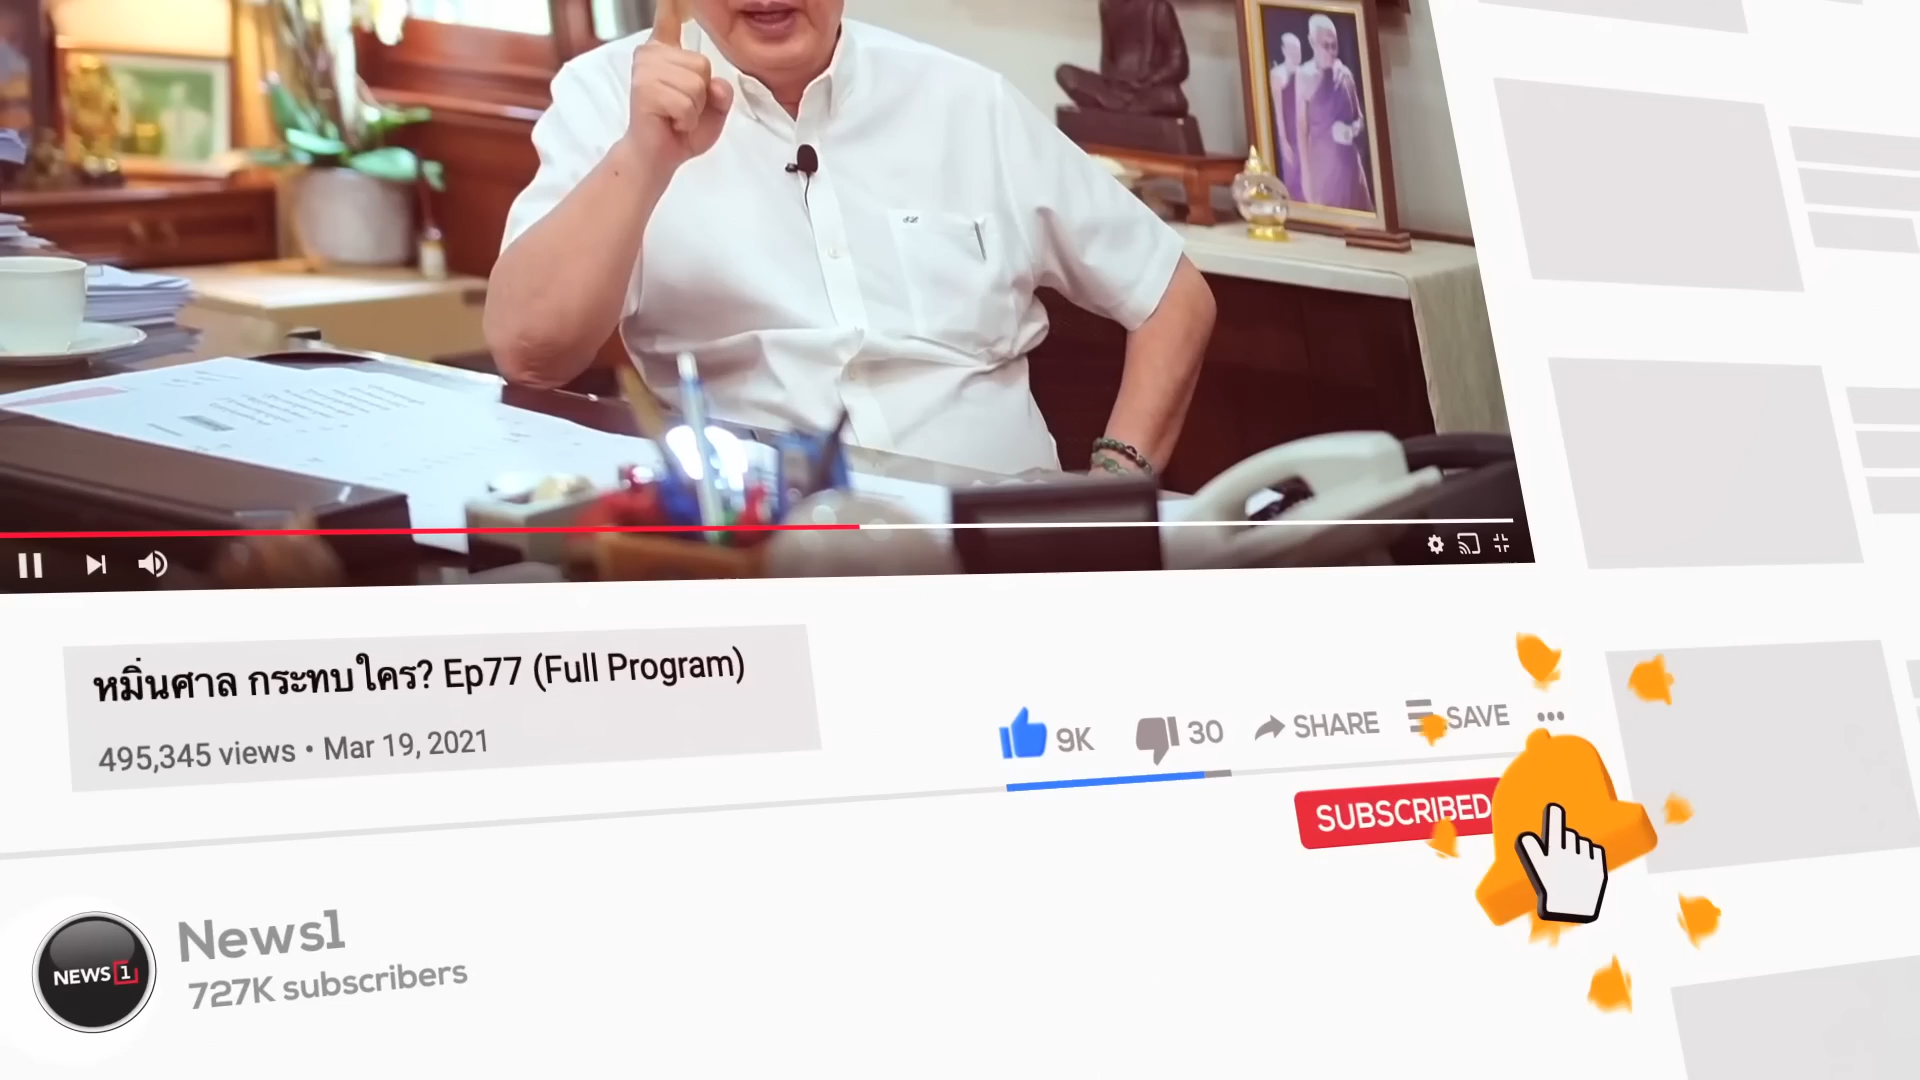 หมิ่นศาล กระทบใคร? Ep77 (Full Program)
495,345 views • Mar 19, 2021
9K
30
SHARE
SAVE
SUBSCRIBED
NEWS 1
News1
727K subscribers